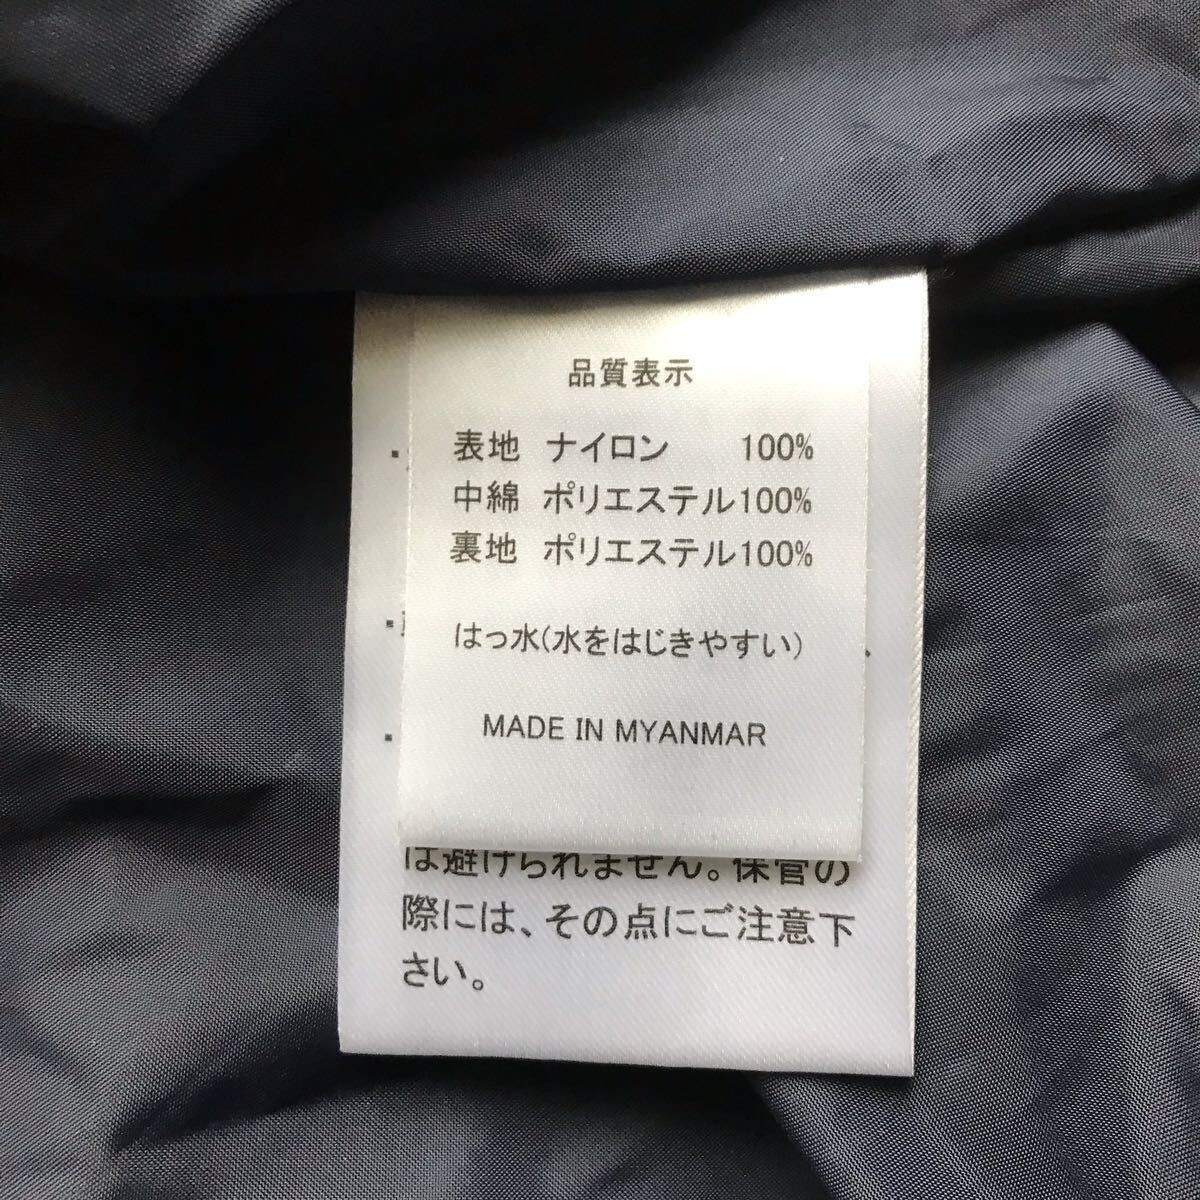 品質表示
表地 ナイロン 100%
中綿 ポリエステル100%
裏地 ポリエステル100%
はっ水(水をはじきやすい)
MADE IN MYANMAR
は避けられません。保管の
際には、その点にご注意下
さい。